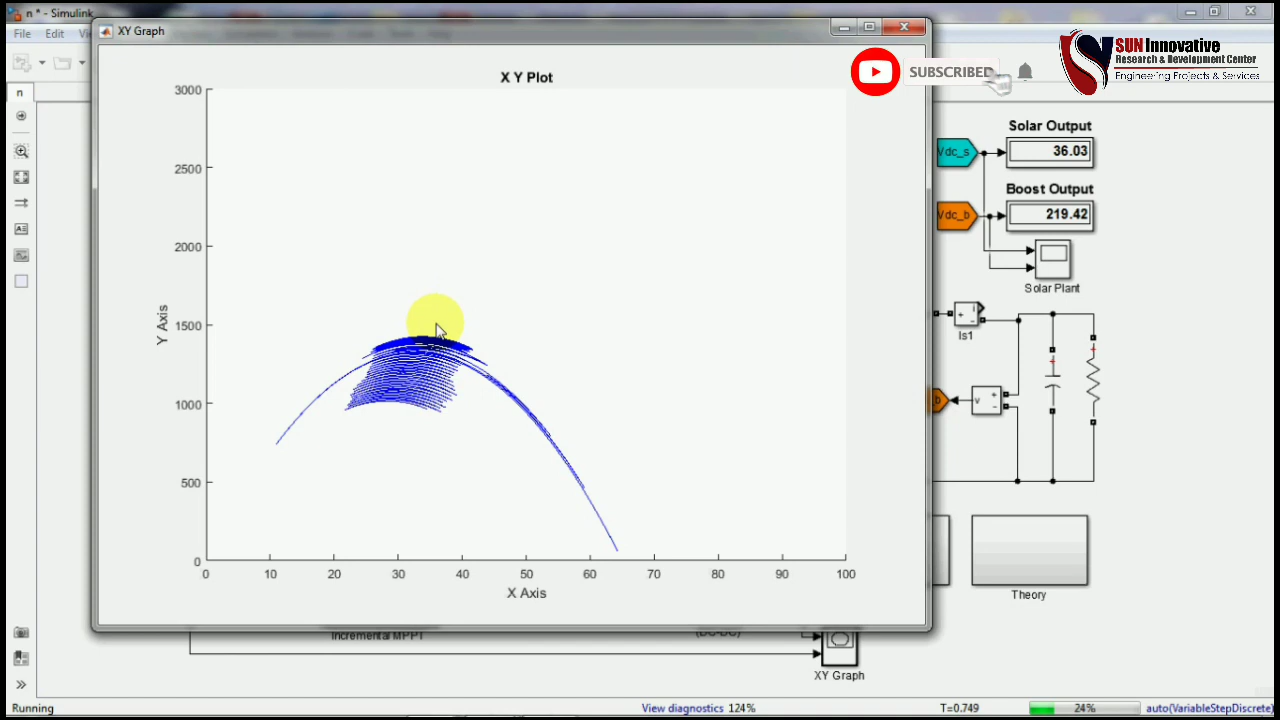 n * - Simulink
File Edit
XY Graph
SUBSCRIBED
SUN Innovative
Research & Development Center
Engineering Projects & Services
n
X Y Plot
3000
2500
2000
1500
1000
500
0
Y Axis
0 10 20 30 40 50 60 70 80 90 100
X Axis
Solar Output
Vdc_s
36.03
Boost Output
Vdc_b
219.42
Solar Plant
i
+
-
Is1
+
+
v
+
-
b
Theory
Incremental MPPT
(DC-DC)
XY Graph
Running
View diagnostics 124%
T=0.749
24%
auto(VariableStepDiscrete)